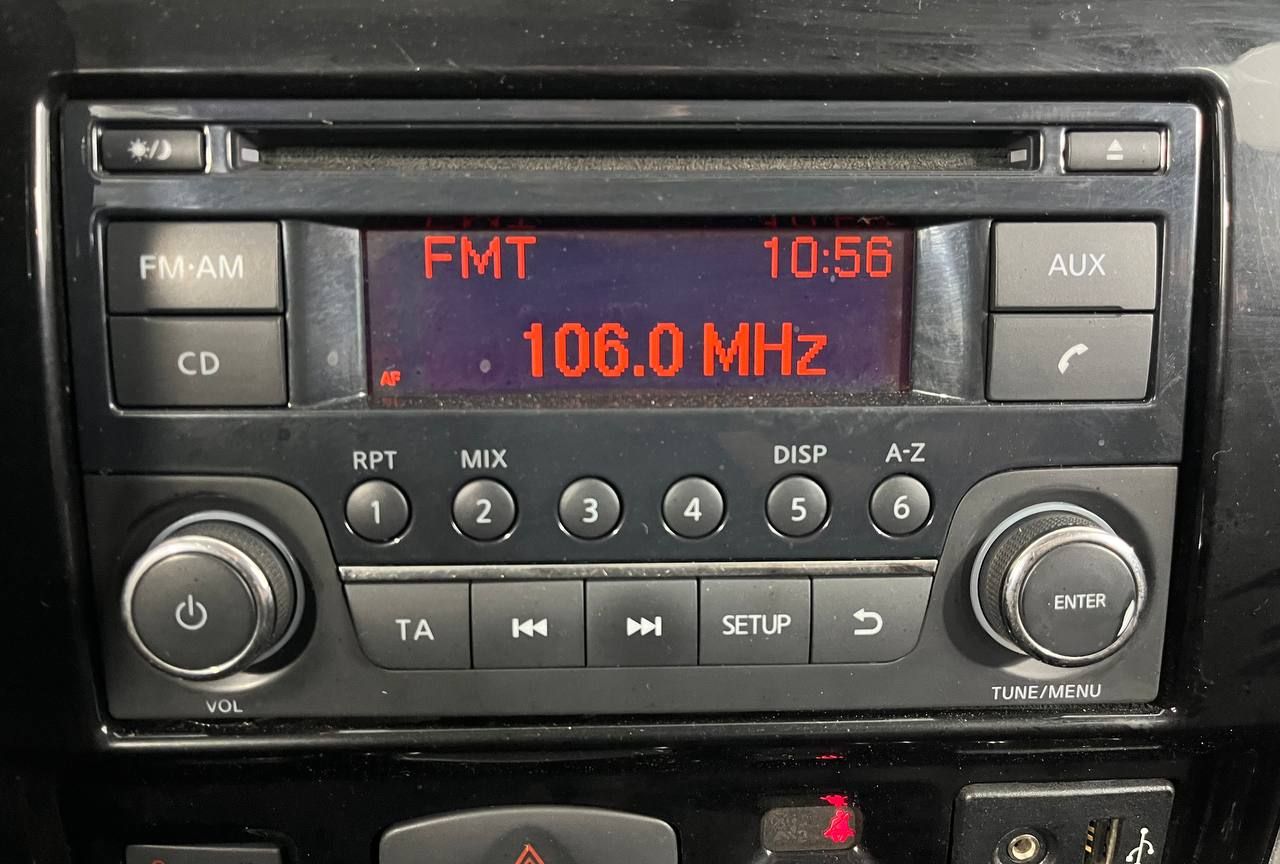 FM·AM
CD
FMT 10:56
106.0 MHz
AF
AUX
RPT MIX DISP A-Z
1 2 3 4 5 6
TA SETUP
ENTER
VOL
TUNE/MENU